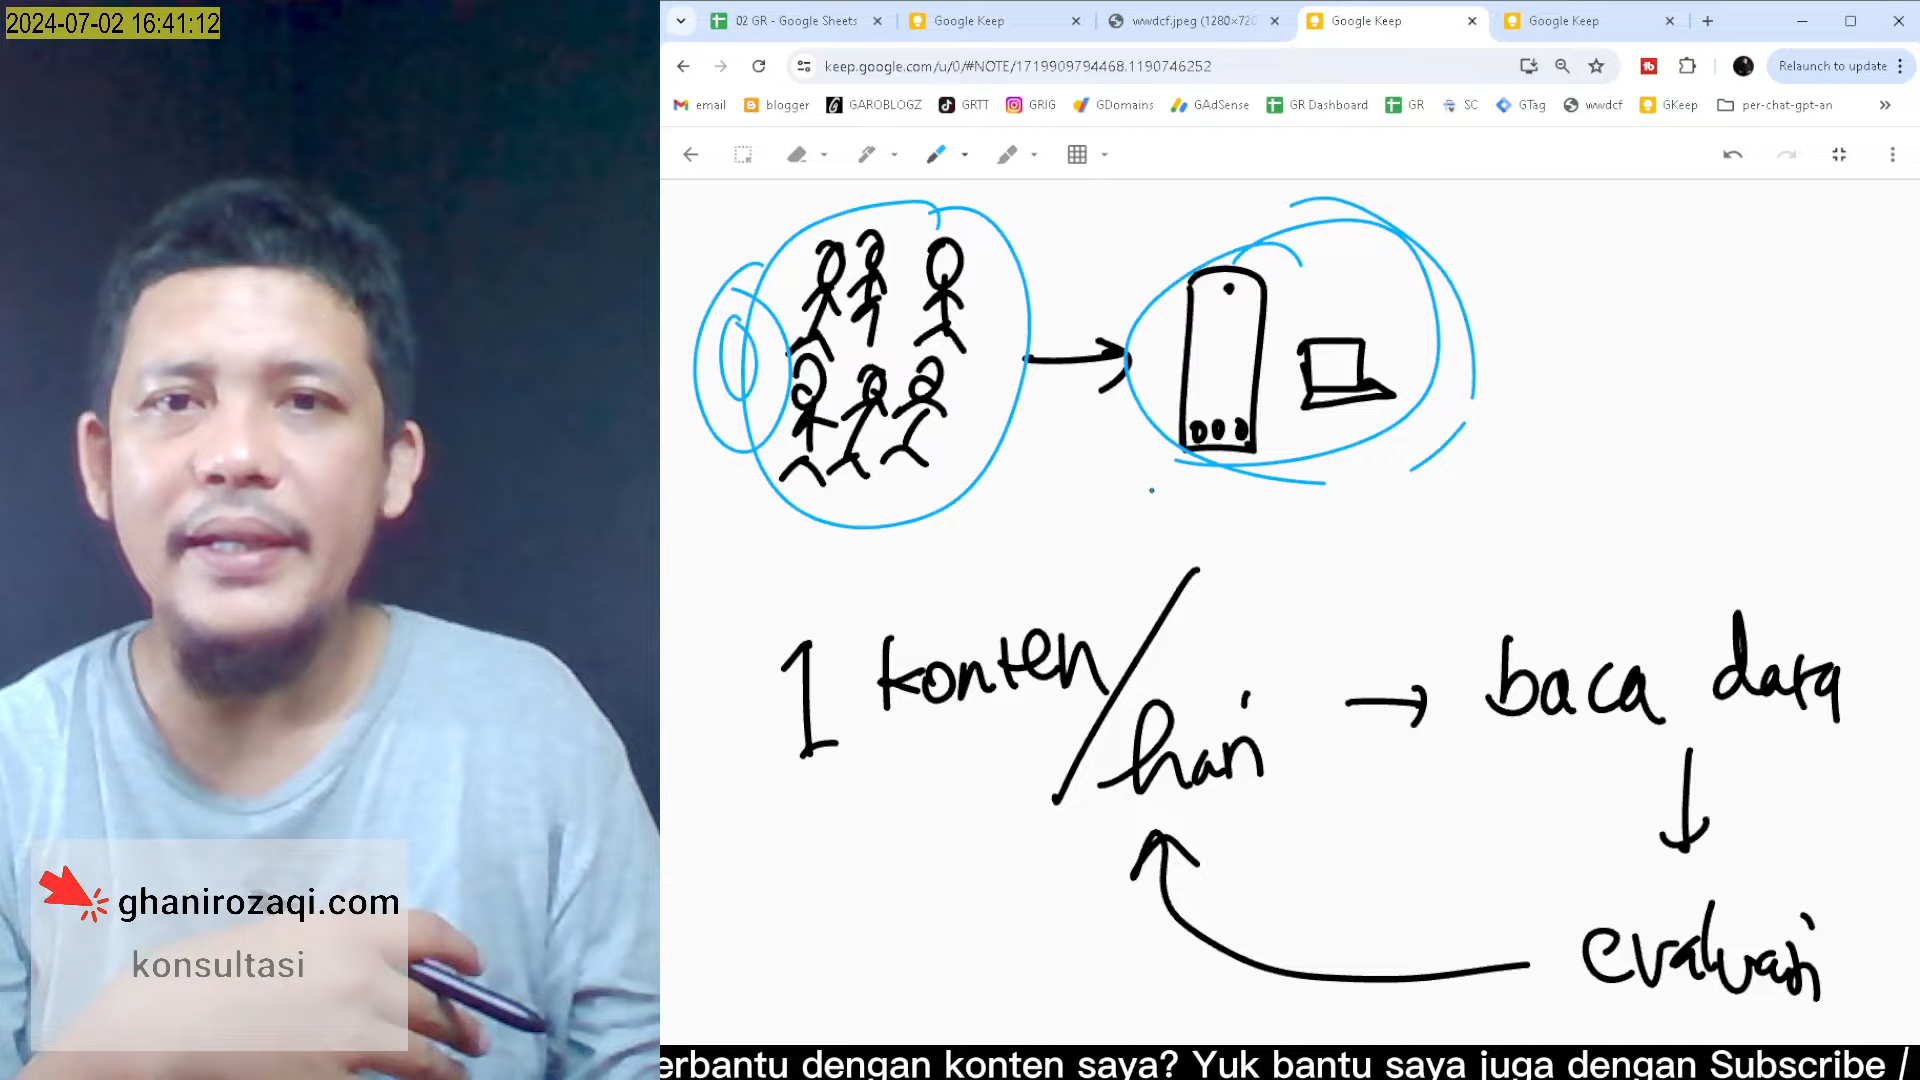 2024-07-02 16:41:12
02 GR - Google Sheets
Google Keep
wwdcf.jpeg (1280×720
Google Keep
Google Keep
keep.google.com/u/0/#NOTE/1719909794468.1190746252
Relaunch to update
email
blogger
GAROBLOGZ
GRTT
GRIG
GDomains
GAdSense
GR Dashboard
GR
SC
GTag
wwdcf
GKeep
per-chat-gpt-an
1 konten/hari → baca data
evaluasi
ghanirozaqi.com
konsultasi
erbantu dengan konten saya? Yuk bantu saya juga dengan Subscribe /